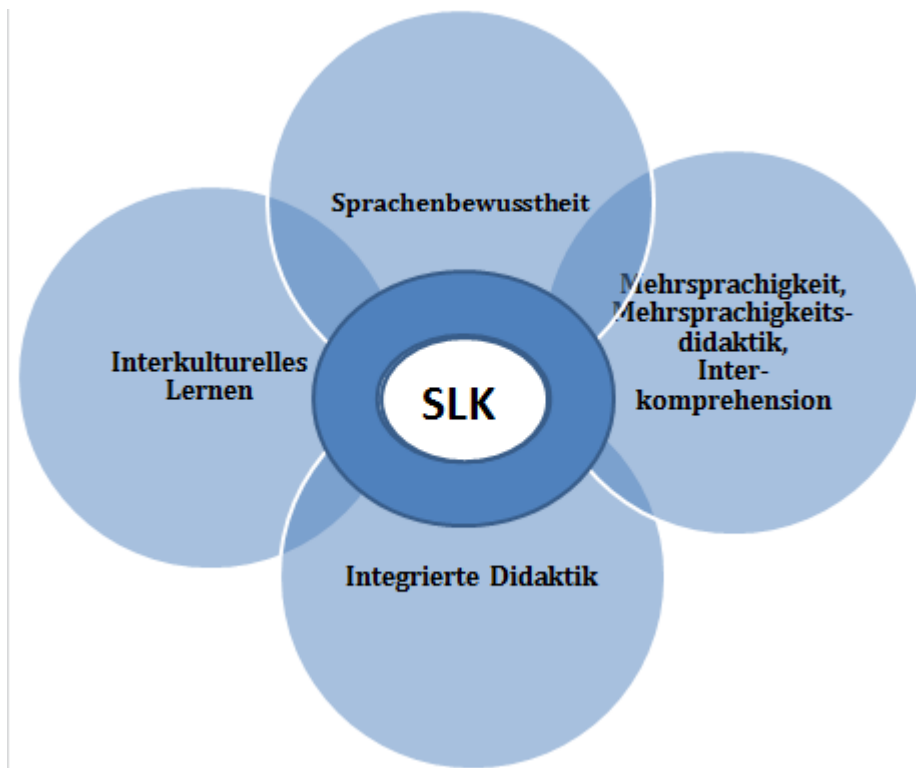 Sprachenbewusstheit
Mehrsprachigkeit,
Mehrsprachigkeits-
didaktik,
Inter-
komprehension
Interkulturelles
Lernen
SLK
Integrierte Didaktik